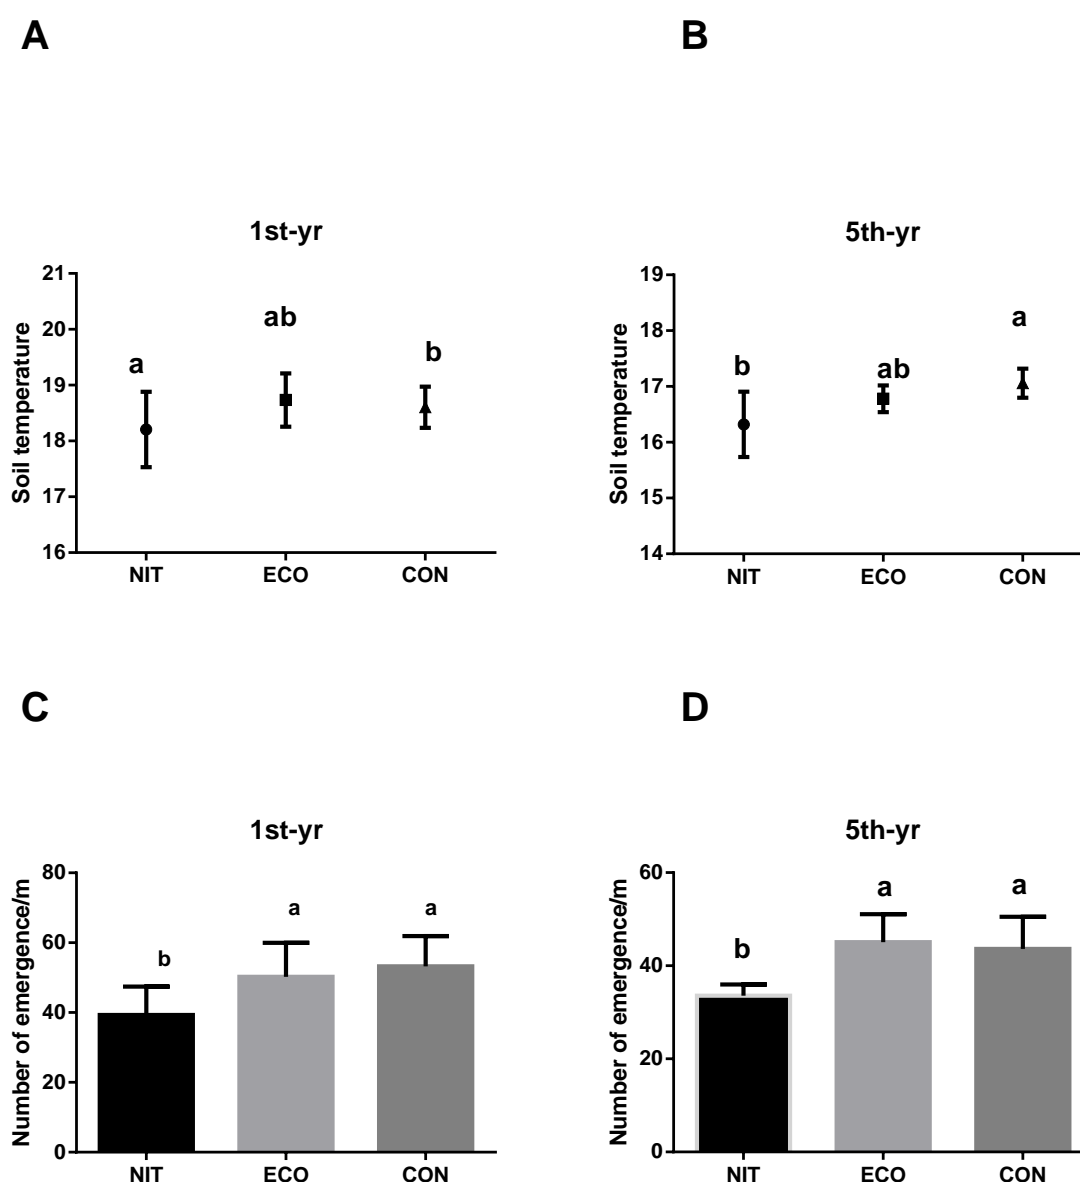 A
B
1st-yr
Soil temperature
21
20
19
18
17
16
a
ab
b
NIT ECO CON
5th-yr
Soil temperature
19
18
17
16
15
14
b
ab
a
NIT ECO CON
C
D
1st-yr
Number of emergence/m
80
60
40
20
0
b
a
a
NIT ECO CON
5th-yr
Number of emergence/m
60
40
20
0
b
a
a
NIT ECO CON